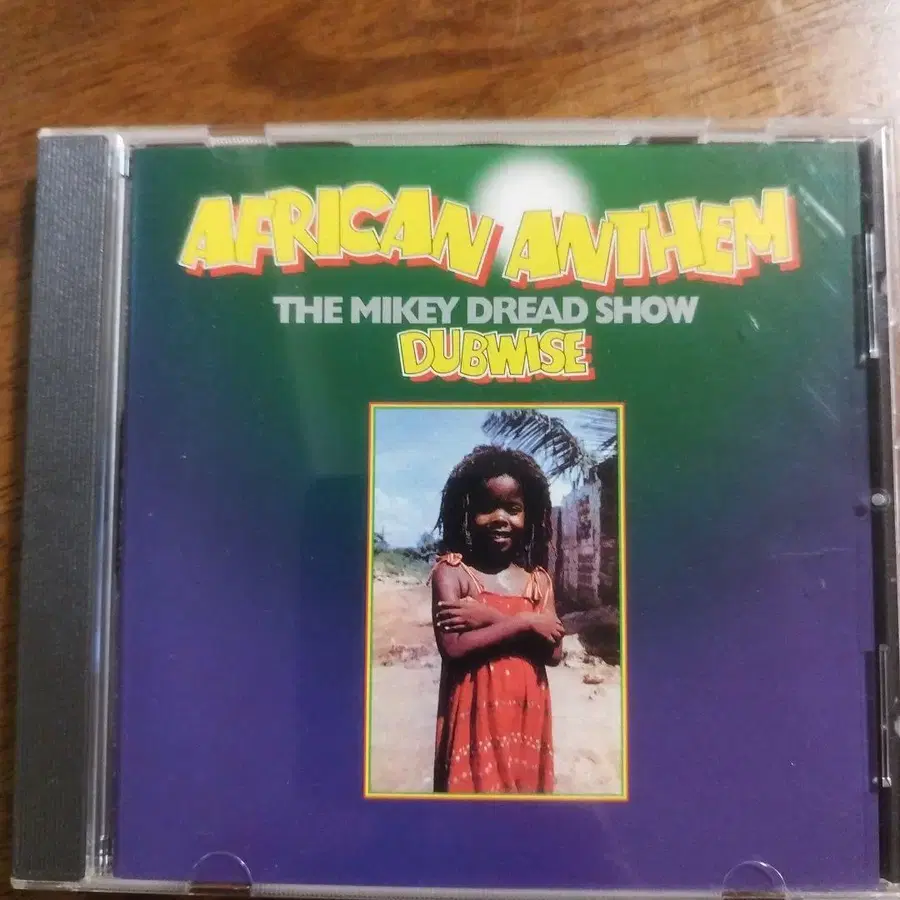 AFRICAN ANTHEM
THE MIKEY DREAD SHOW
DUBWISE